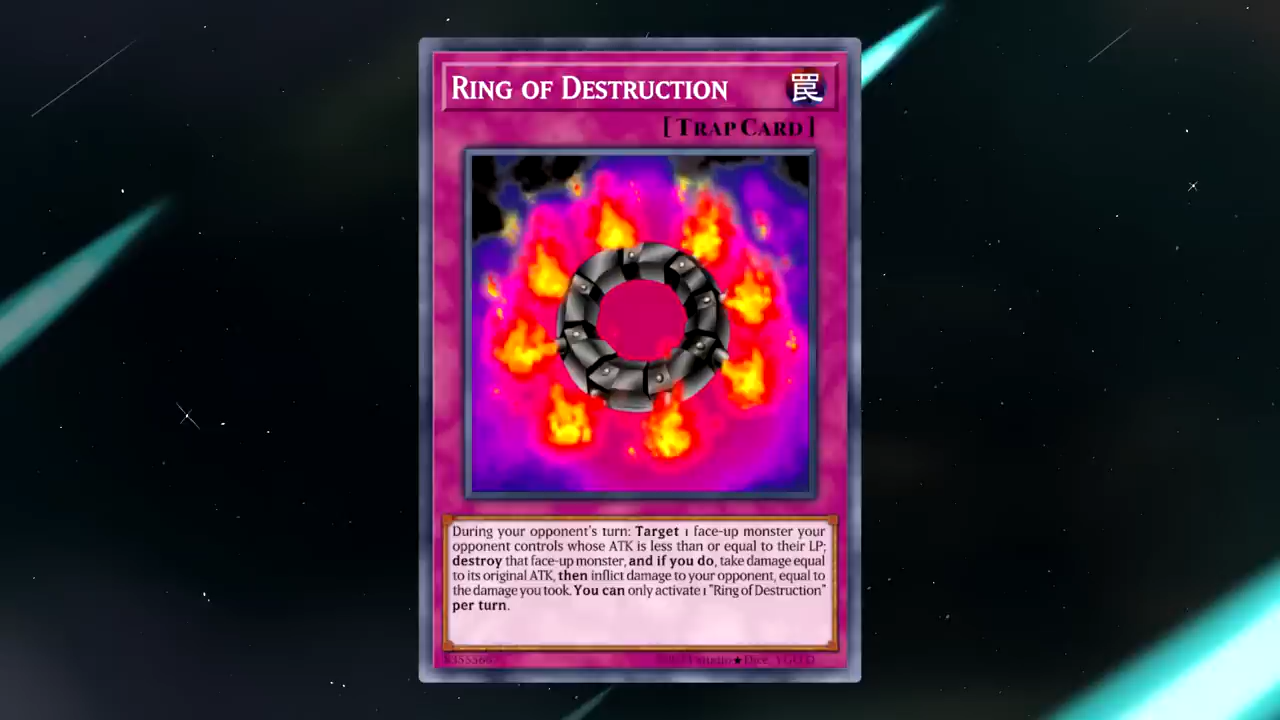 RING OF DESTRUCTION
罠
[ TRAP CARD ]
During your opponent's turn: Target 1 face-up monster your
opponent controls whose ATK is less than or equal to their LP;
destroy that face-up monster, and if you do, take damage equal
to its original ATK, then inflict damage to your opponent, equal to
the damage you took. You can only activate 1 "Ring of Destruction"
per turn.